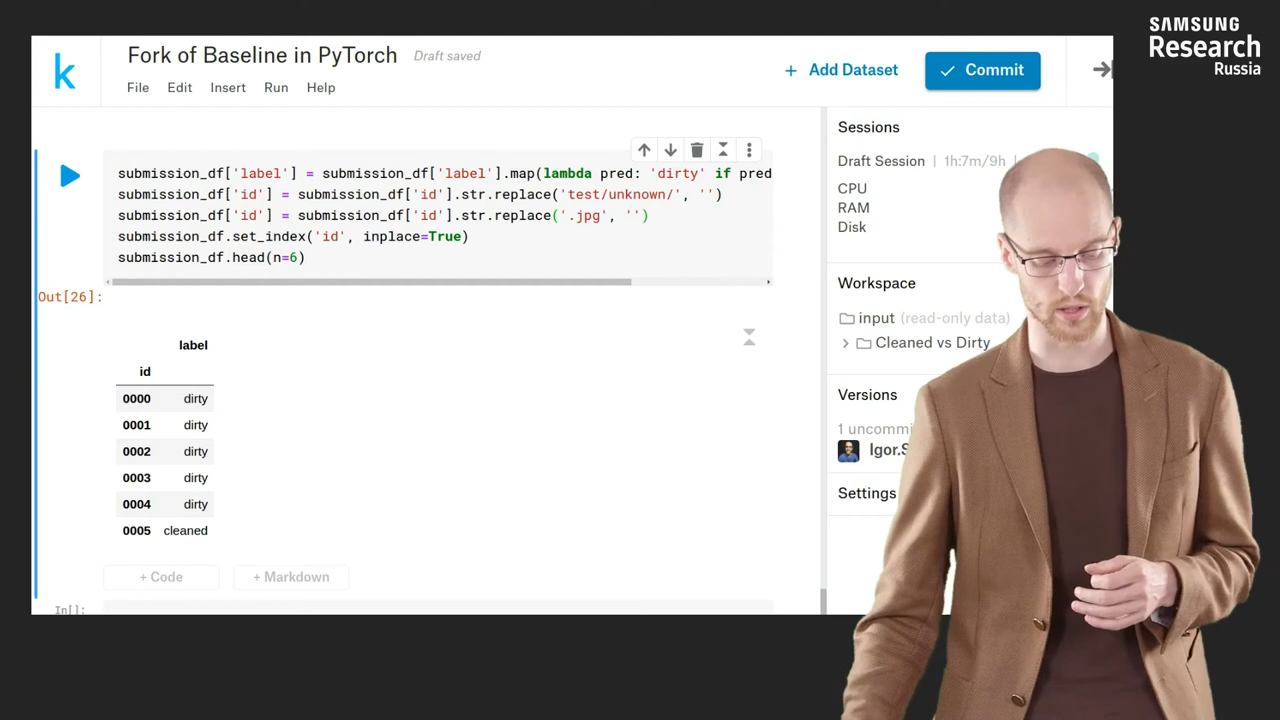 SAMSUNG
Research
Russia
k
Fork of Baseline in PyTorch Draft saved
File Edit Insert Run Help
+ Add Dataset
Commit
submission_df['label'] = submission_df['label'].map(lambda pred: 'dirty' if pred
submission_df['id'] = submission_df['id'].str.replace('test/unknown/', '')
submission_df['id'] = submission_df['id'].str.replace('.jpg', '')
submission_df.set_index('id', inplace=True)
submission_df.head(n=6)
Out[26]:
label
id
0000 dirty
0001 dirty
0002 dirty
0003 dirty
0004 dirty
0005 cleaned
+ Code + Markdown
In[]:
Sessions
Draft Session | 1h:7m/9h
CPU
RAM
Disk
Workspace
input (read-only data)
Cleaned vs Dirty
Versions
1 uncommi
Igor.S
Settings